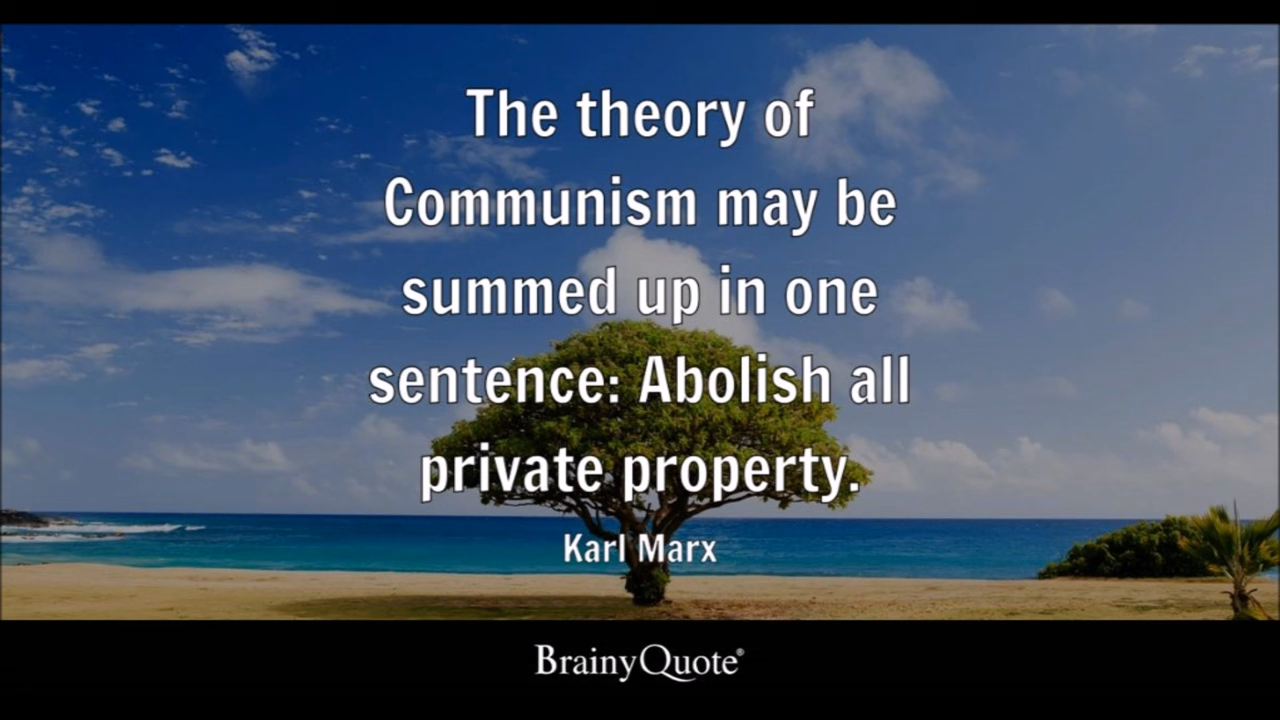 The theory of
Communism may be
summed up in one
sentence: Abolish all
private property.
Karl Marx
BrainyQuote®